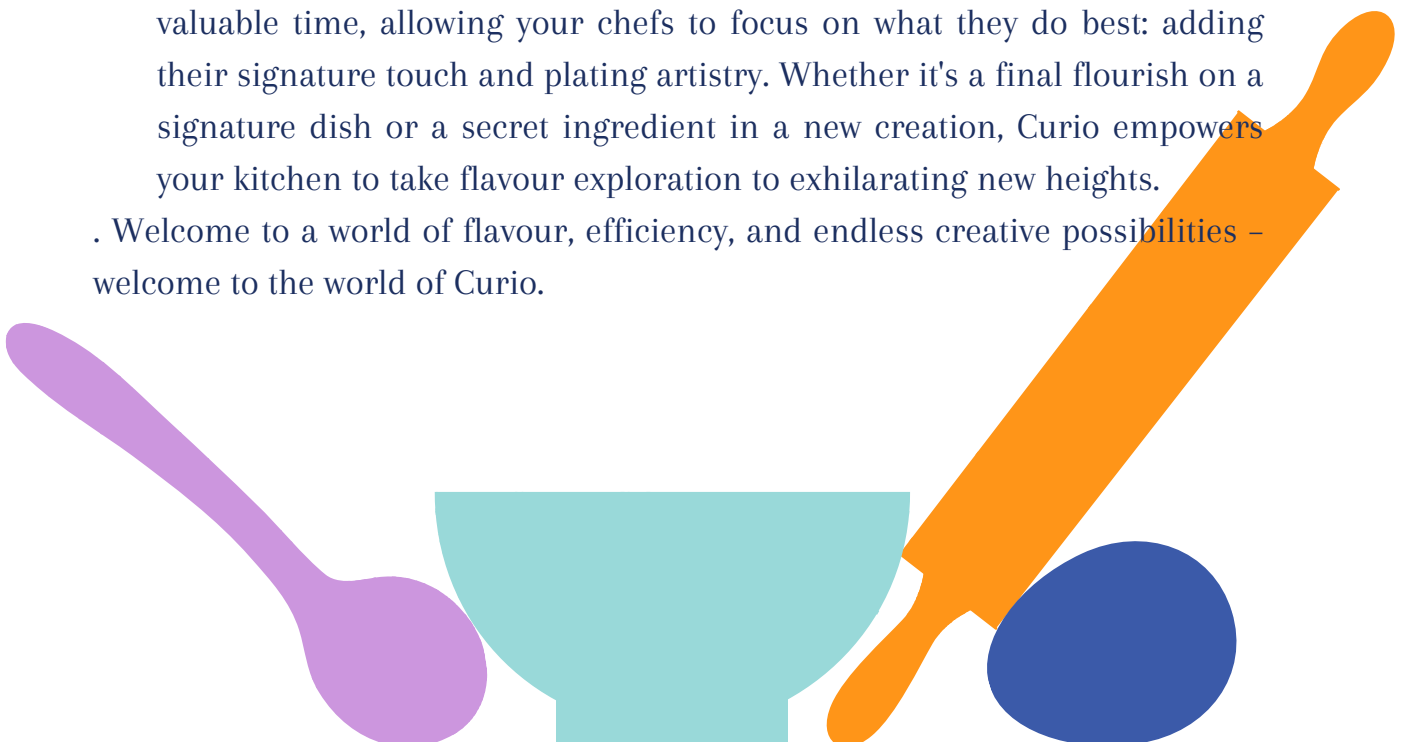 valuable time, allowing your chefs to focus on what they do best: adding
their signature touch and plating artistry. Whether it's a final flourish on a
signature dish or a secret ingredient in a new creation, Curio empowers
your kitchen to take flavour exploration to exhilarating new heights.
. Welcome to a world of flavour, efficiency, and endless creative possibilities –
welcome to the world of Curio.